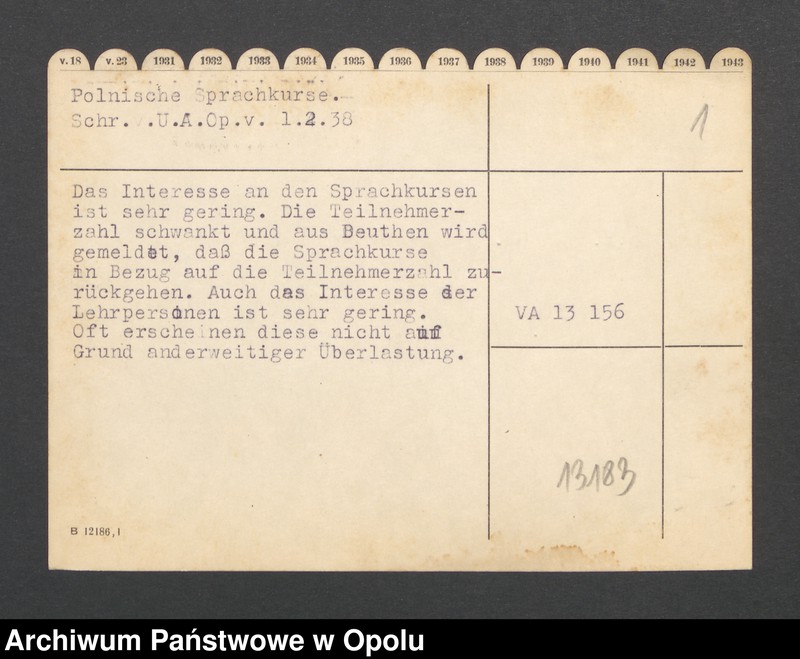 v. 18 v. 23 1931 1932 1933 1934 1935 1936 1937 1938 1939 1940 1941 1942 1943
Polnische Sprachkurse.
Schr. .U.A.Op.v. 1.2.38
1
Das Interesse an den Sprachkursen
ist sehr gering. Die Teilnehmer-
zahl schwankt und aus Beuthen wird
gemeldet, daß die Sprachkurse
in Bezug auf die Teilnehmerzahl zu-
rückgehen. Auch das Interesse der
Lehrpersonen ist sehr gering.
Oft erscheinen diese nicht auf
Grund anderweitiger Überlastung.
VA 13 156
13183
B 12186, 1
Archiwum Państwowe w Opolu